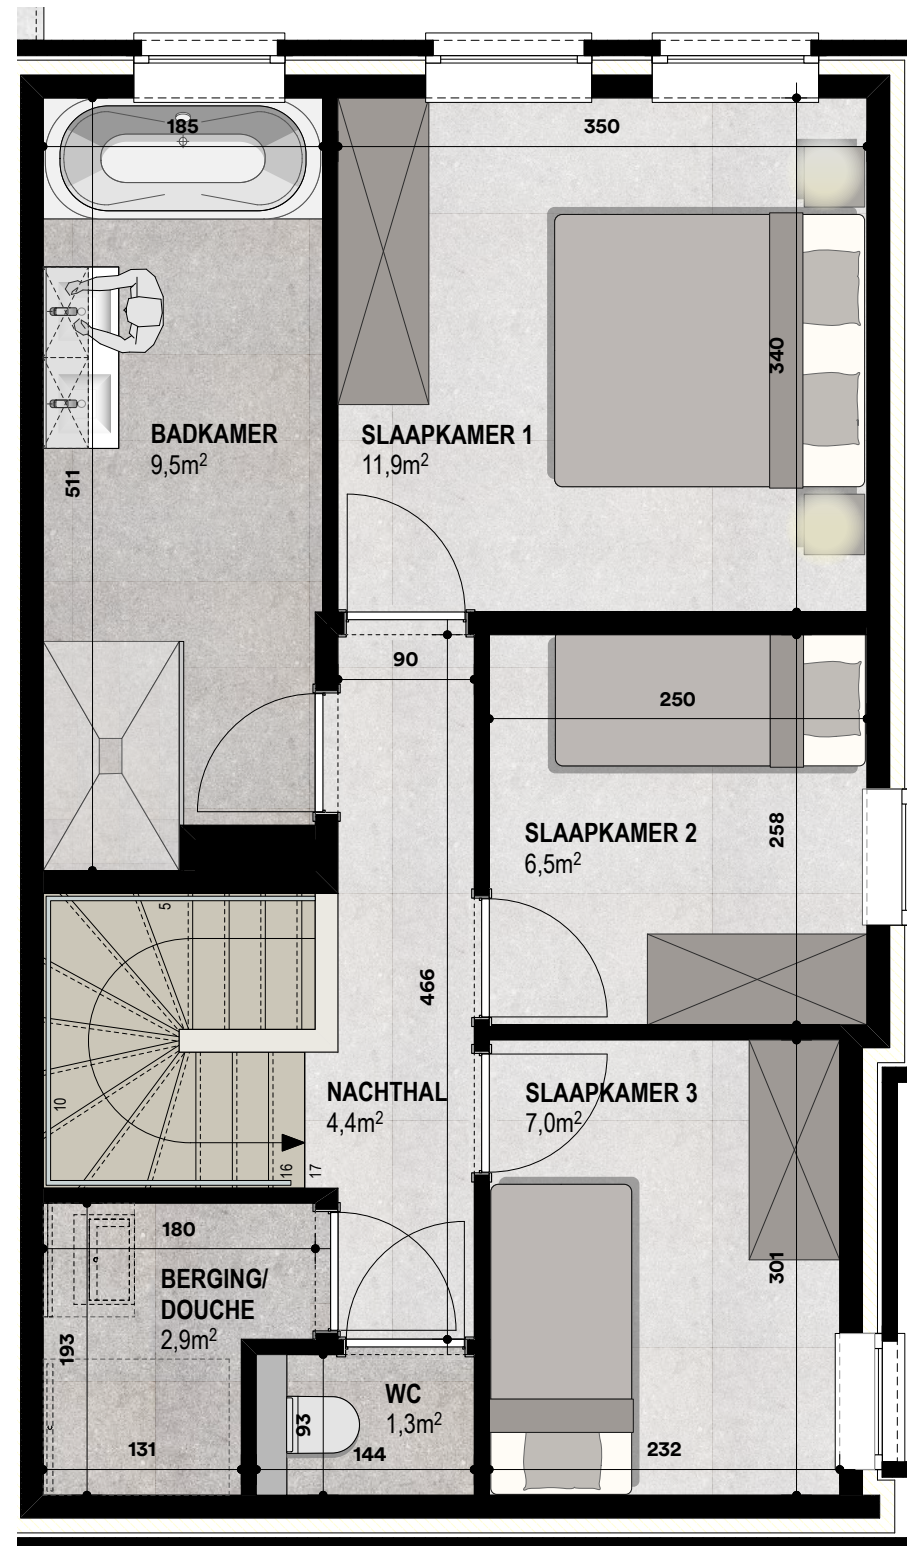 185
350
340
BADKAMER
9,5m²
SLAAPKAMER 1
11,9m²
511
90
250
SLAAPKAMER 2
6,5m²
258
5
466
10
NACHTHAL
4,4m²
SLAAPKAMER 3
7,0m²
16
17
180
BERGING/
DOUCHE
2,9m²
193
301
WC
1,3m²
93
131
144
232